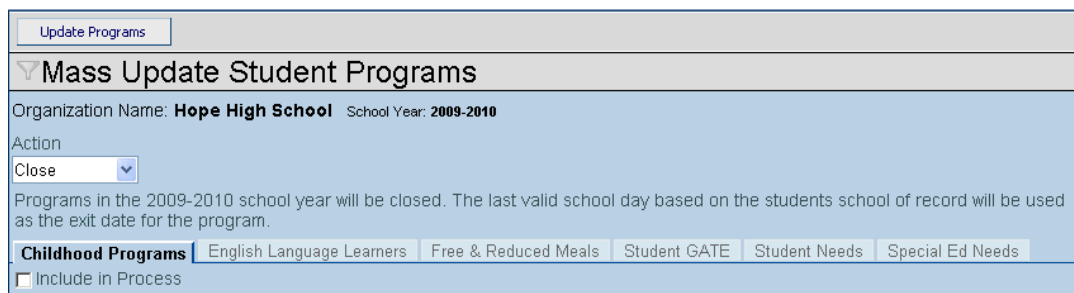 Update Programs
Mass Update Student Programs
Organization Name: Hope High School School Year: 2009-2010
Action
Close
Programs in the 2009-2010 school year will be closed. The last valid school day based on the students school of record will be used
as the exit date for the program.
Childhood Programs English Language Learners Free & Reduced Meals Student GATE Student Needs Special Ed Needs
Include in Process